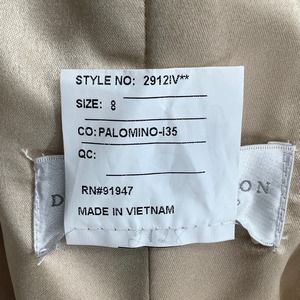 STYLE NO: 2912IV**
SIZE: 8
CO: PALOMINO-I35
QC:
RN#91947
MADE IN VIETNAM